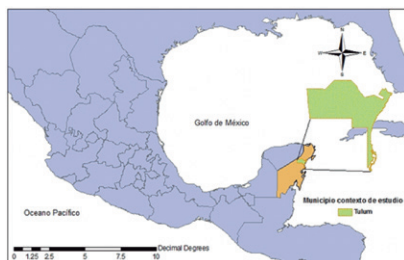 N
Golfo de México
Oceano Pacífico
Municipio contexto de estudio
Tulum
0 1.25 2.5 5 7.5 10
Decimal Degrees